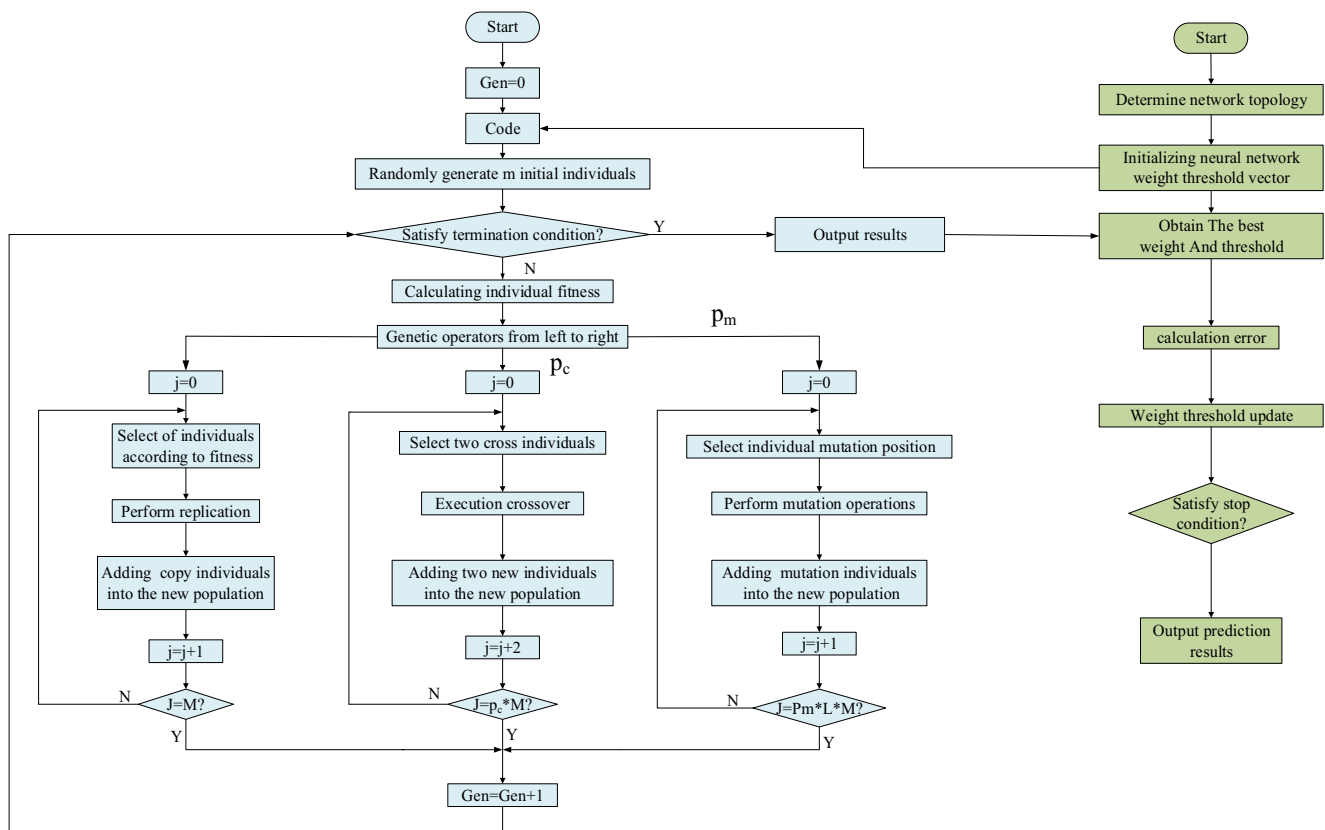 Start
Gen=0
Code
Randomly generate m initial individuals
Satisfy termination condition?
Y
Output results
N
Calculating individual fitness
Genetic operators from left to right
pm
pc
j=0
Select of individuals
according to fitness
Perform replication
Adding copy individuals
into the new population
j=j+1
J=M?
N
Y
j=0
Select two cross individuals
Execution crossover
Adding two new individuals
into the new population
j=j+2
J=pc*M?
N
Y
j=0
Select individual mutation position
Perform mutation operations
Adding mutation individuals
into the new population
j=j+1
J=Pm*L*M?
N
Y
Gen=Gen+1
Start
Determine network topology
Initializing neural network
weight threshold vector
Obtain The best
weight And threshold
calculation error
Weight threshold update
Satisfy stop
condition?
Output prediction
results